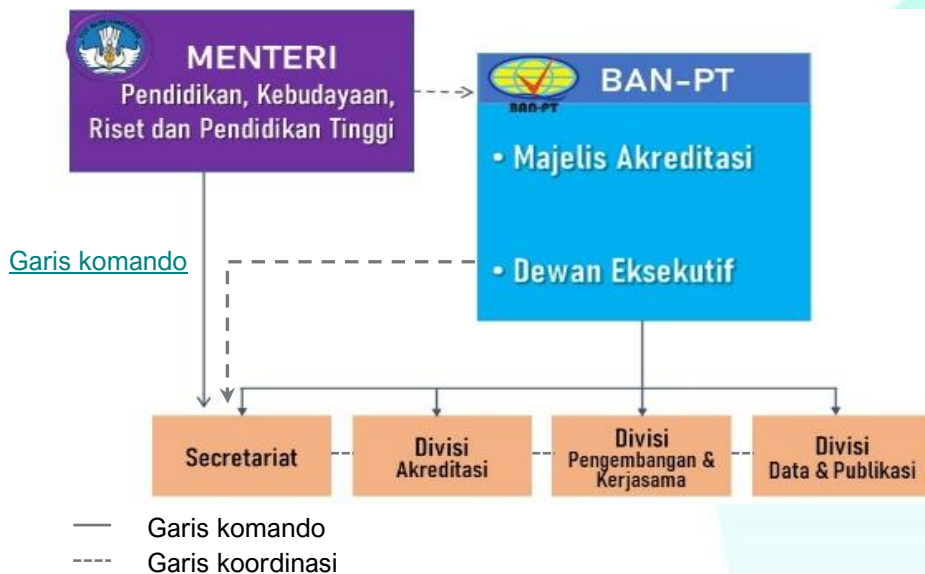 MENTERI
Pendidikan, Kebudayaan,
Riset dan Pendidikan Tinggi
BAN-PT
BAN-PT
• Majelis Akreditasi
• Dewan Eksekutif
Garis komando
Secretariat
Divisi
Akreditasi
Divisi
Pengembangan &
Kerjasama
Divisi
Data & Publikasi
Garis komando
Garis koordinasi